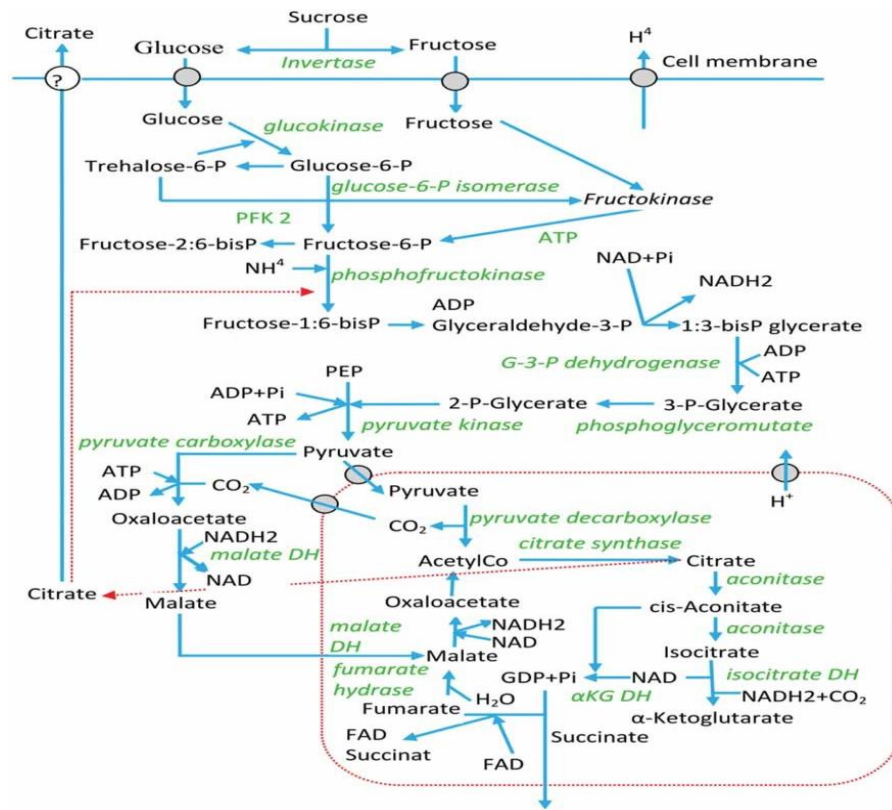 Sucrose
Citrate
Glucose
Fructose
H⁴
Invertase
Cell membrane
?
Glucose
glucokinase
Fructose
Trehalose-6-P
Glucose-6-P
glucose-6-P isomerase
Fructokinase
PFK 2
ATP
Fructose-2:6-bisP
Fructose-6-P
NH⁴
phosphofructokinase
NAD+Pi
NADH2
ADP
Fructose-1:6-bisP
Glyceraldehyde-3-P
1:3-bisP glycerate
G-3-P dehydrogenase
ADP
ATP
PEP
ADP+Pi
ATP
2-P-Glycerate
3-P-Glycerate
pyruvate kinase
phosphoglyceromutate
pyruvate carboxylase
Pyruvate
ATP
ADP
CO₂
Pyruvate
H⁺
Oxaloacetate
CO₂
pyruvate decarboxylase
NADH2
citrate synthase
malate DH
AcetylCo
Citrate
NAD
aconitase
Citrate
Malate
Oxaloacetate
cis-Aconitate
malate
DH
NADH2
NAD
aconitase
Isocitrate
Malate
fumarate
hydrase
GDP+Pi
NAD
isocitrate DH
H₂O
αKG DH
NADH2+CO₂
Fumarate
α-Ketoglutarate
FAD
Succinat
FAD
Succinate